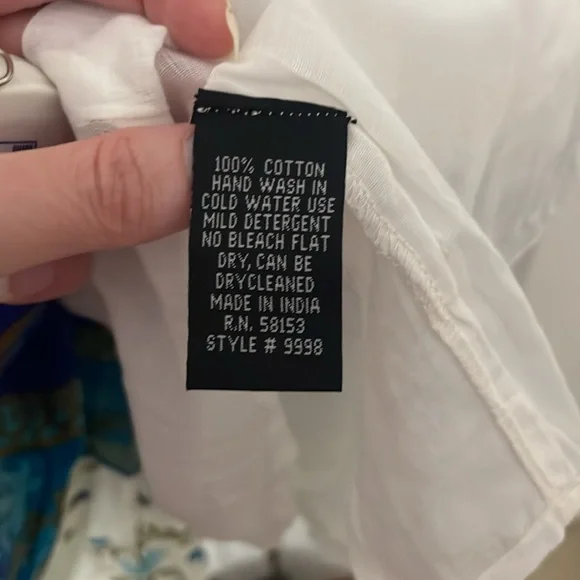 100% COTTON
HAND WASH IN
COLD WATER USE
MILD DETERGENT
NO BLEACH FLAT
DRY, CAN BE
DRYCLEANED
MADE IN INDIA
R.N. 58153
STYLE # 9998